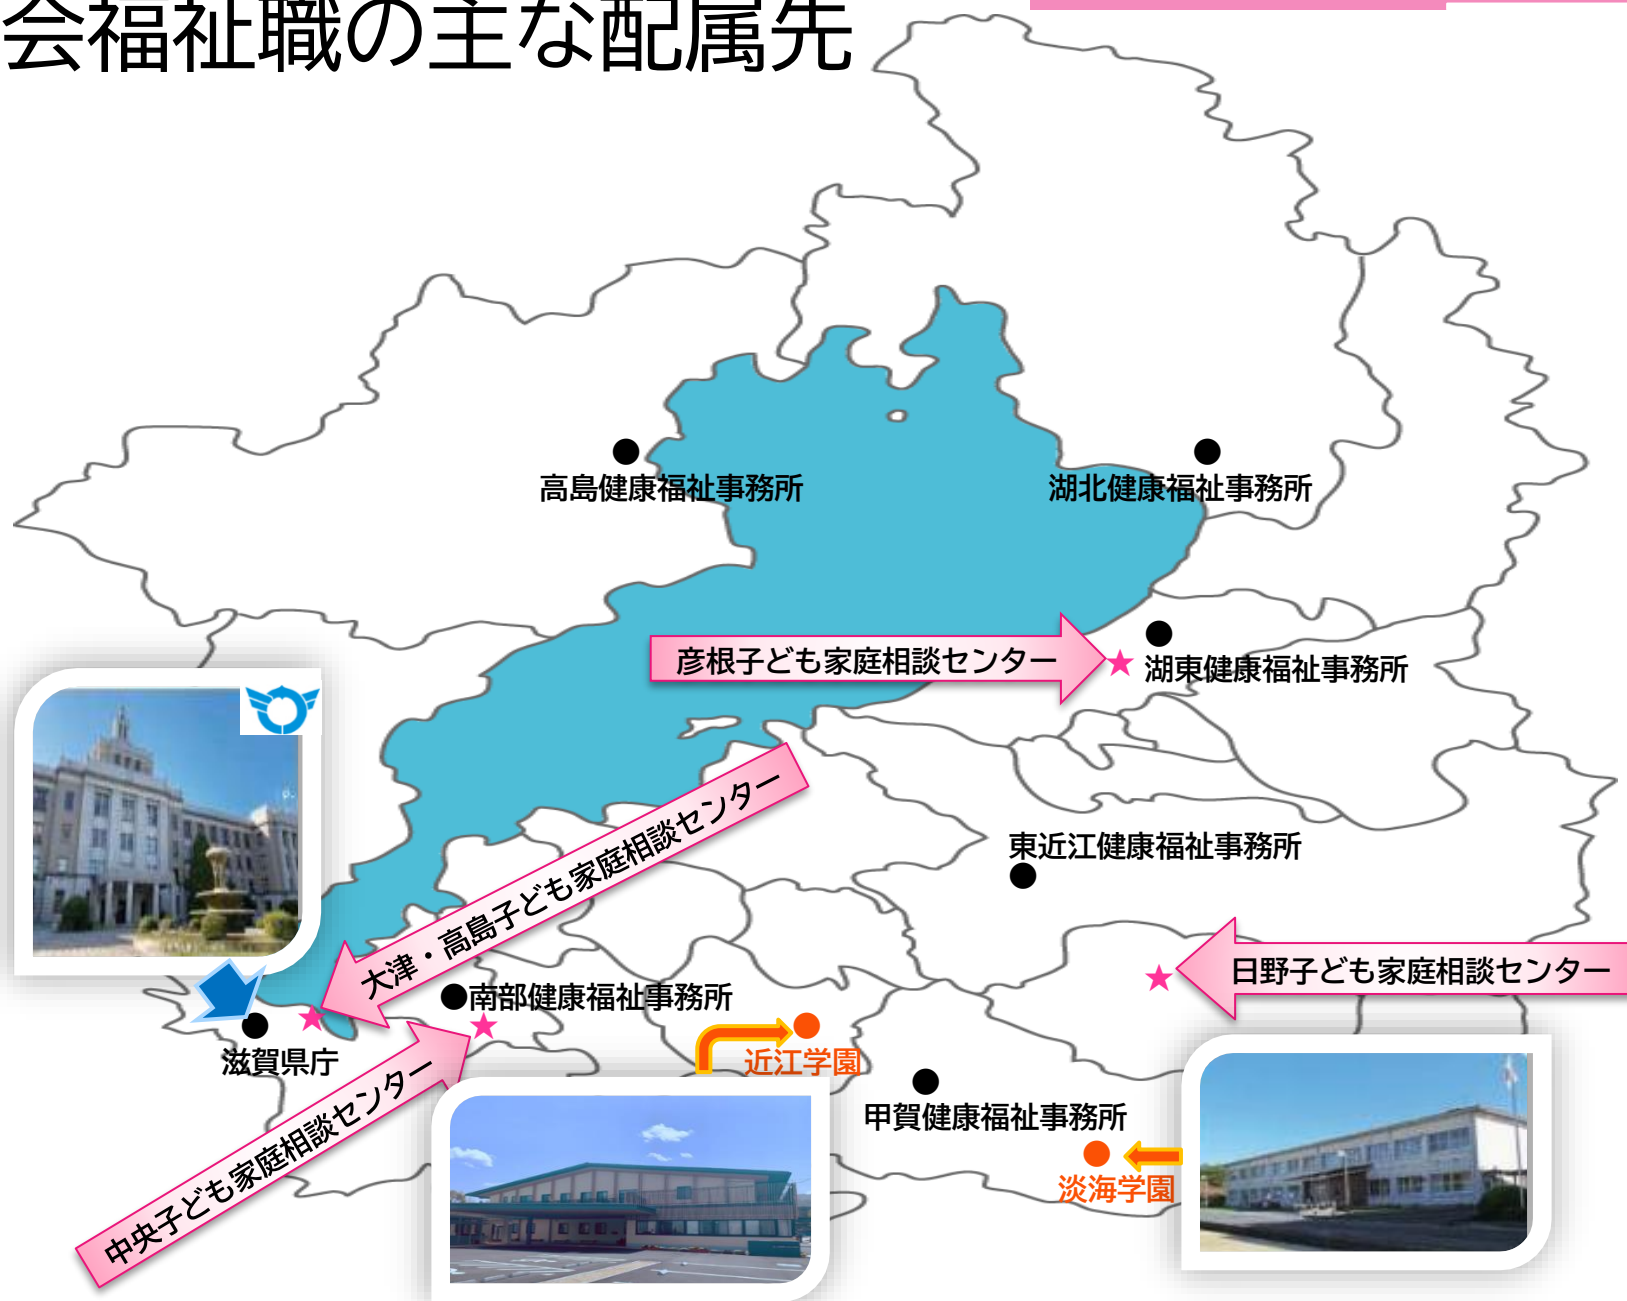 会福祉職の主な配属先
高島健康福祉事務所
湖北健康福祉事務所
彦根子ども家庭相談センター
湖東健康福祉事務所
大津・高島子ども家庭相談センター
東近江健康福祉事務所
日野子ども家庭相談センター
南部健康福祉事務所
滋賀県庁
近江学園
中央子ども家庭相談センター
甲賀健康福祉事務所
淡海学園